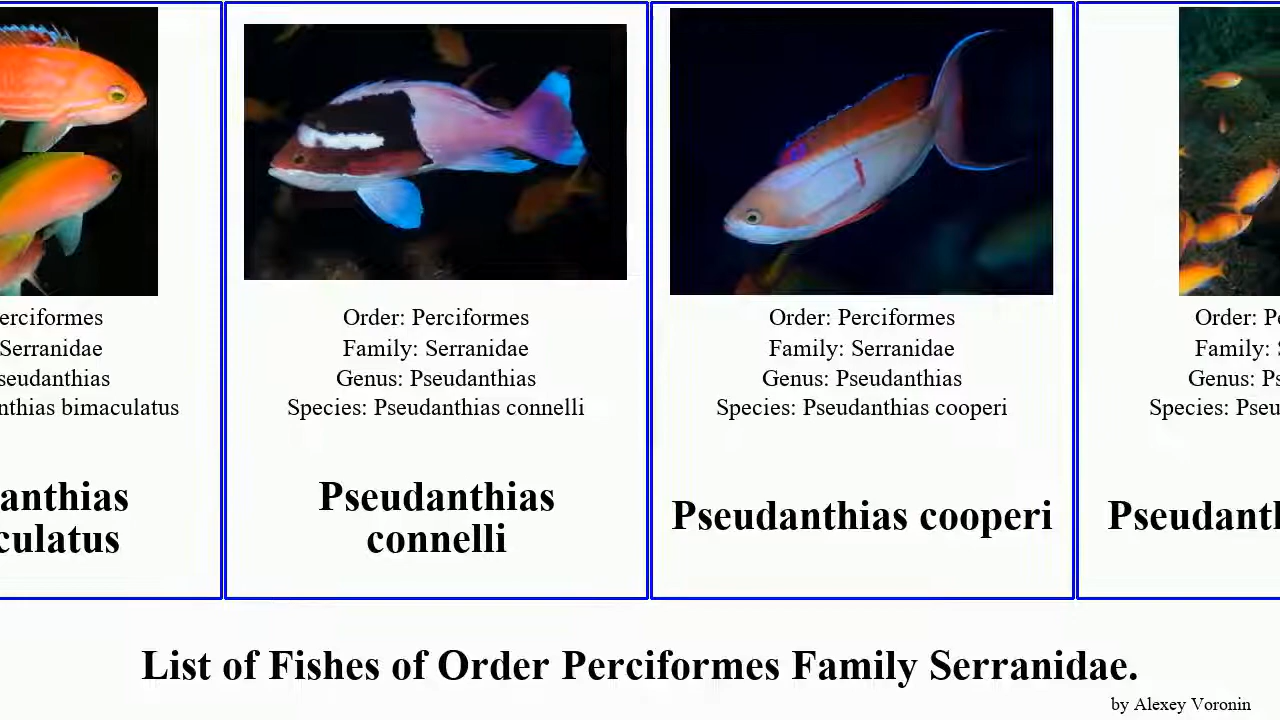 erciformes
Serranidae
seudanthias
nthias bimaculatus
anthias
culatus
Order: Perciformes
Family: Serranidae
Genus: Pseudanthias
Species: Pseudanthias connelli
Pseudanthias
connelli
Order: Perciformes
Family: Serranidae
Genus: Pseudanthias
Species: Pseudanthias cooperi
Pseudanthias cooperi
Order: Pe
Family: S
Genus: Ps
Species: Pseu
Pseudanth
List of Fishes of Order Perciformes Family Serranidae.
by Alexey Voronin